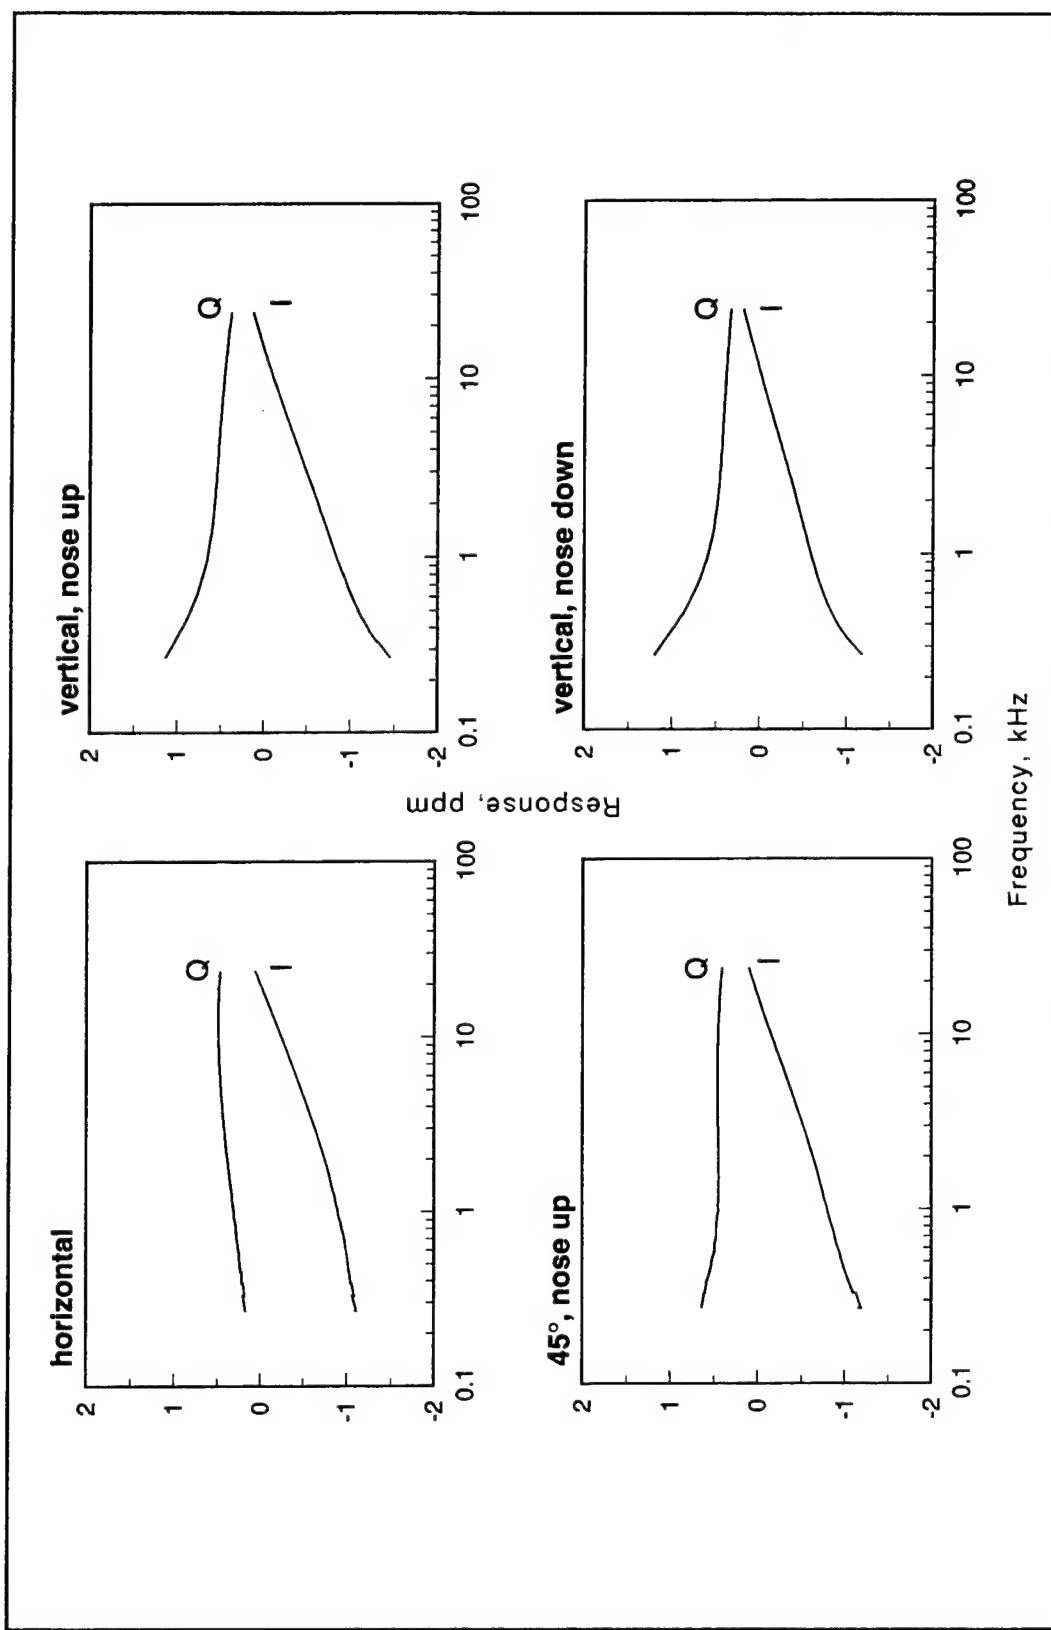 horizontal
2
1
0
-1
-2
0.1
1
10
100
Q
I
vertical, nose up
2
1
0
-1
-2
0.1
1
10
100
Q
I
Response, ppm
45°, nose up
2
1
0
-1
-2
0.1
1
10
100
Q
I
vertical, nose down
2
1
0
-1
-2
0.1
1
10
100
Q
I
Frequency, kHz